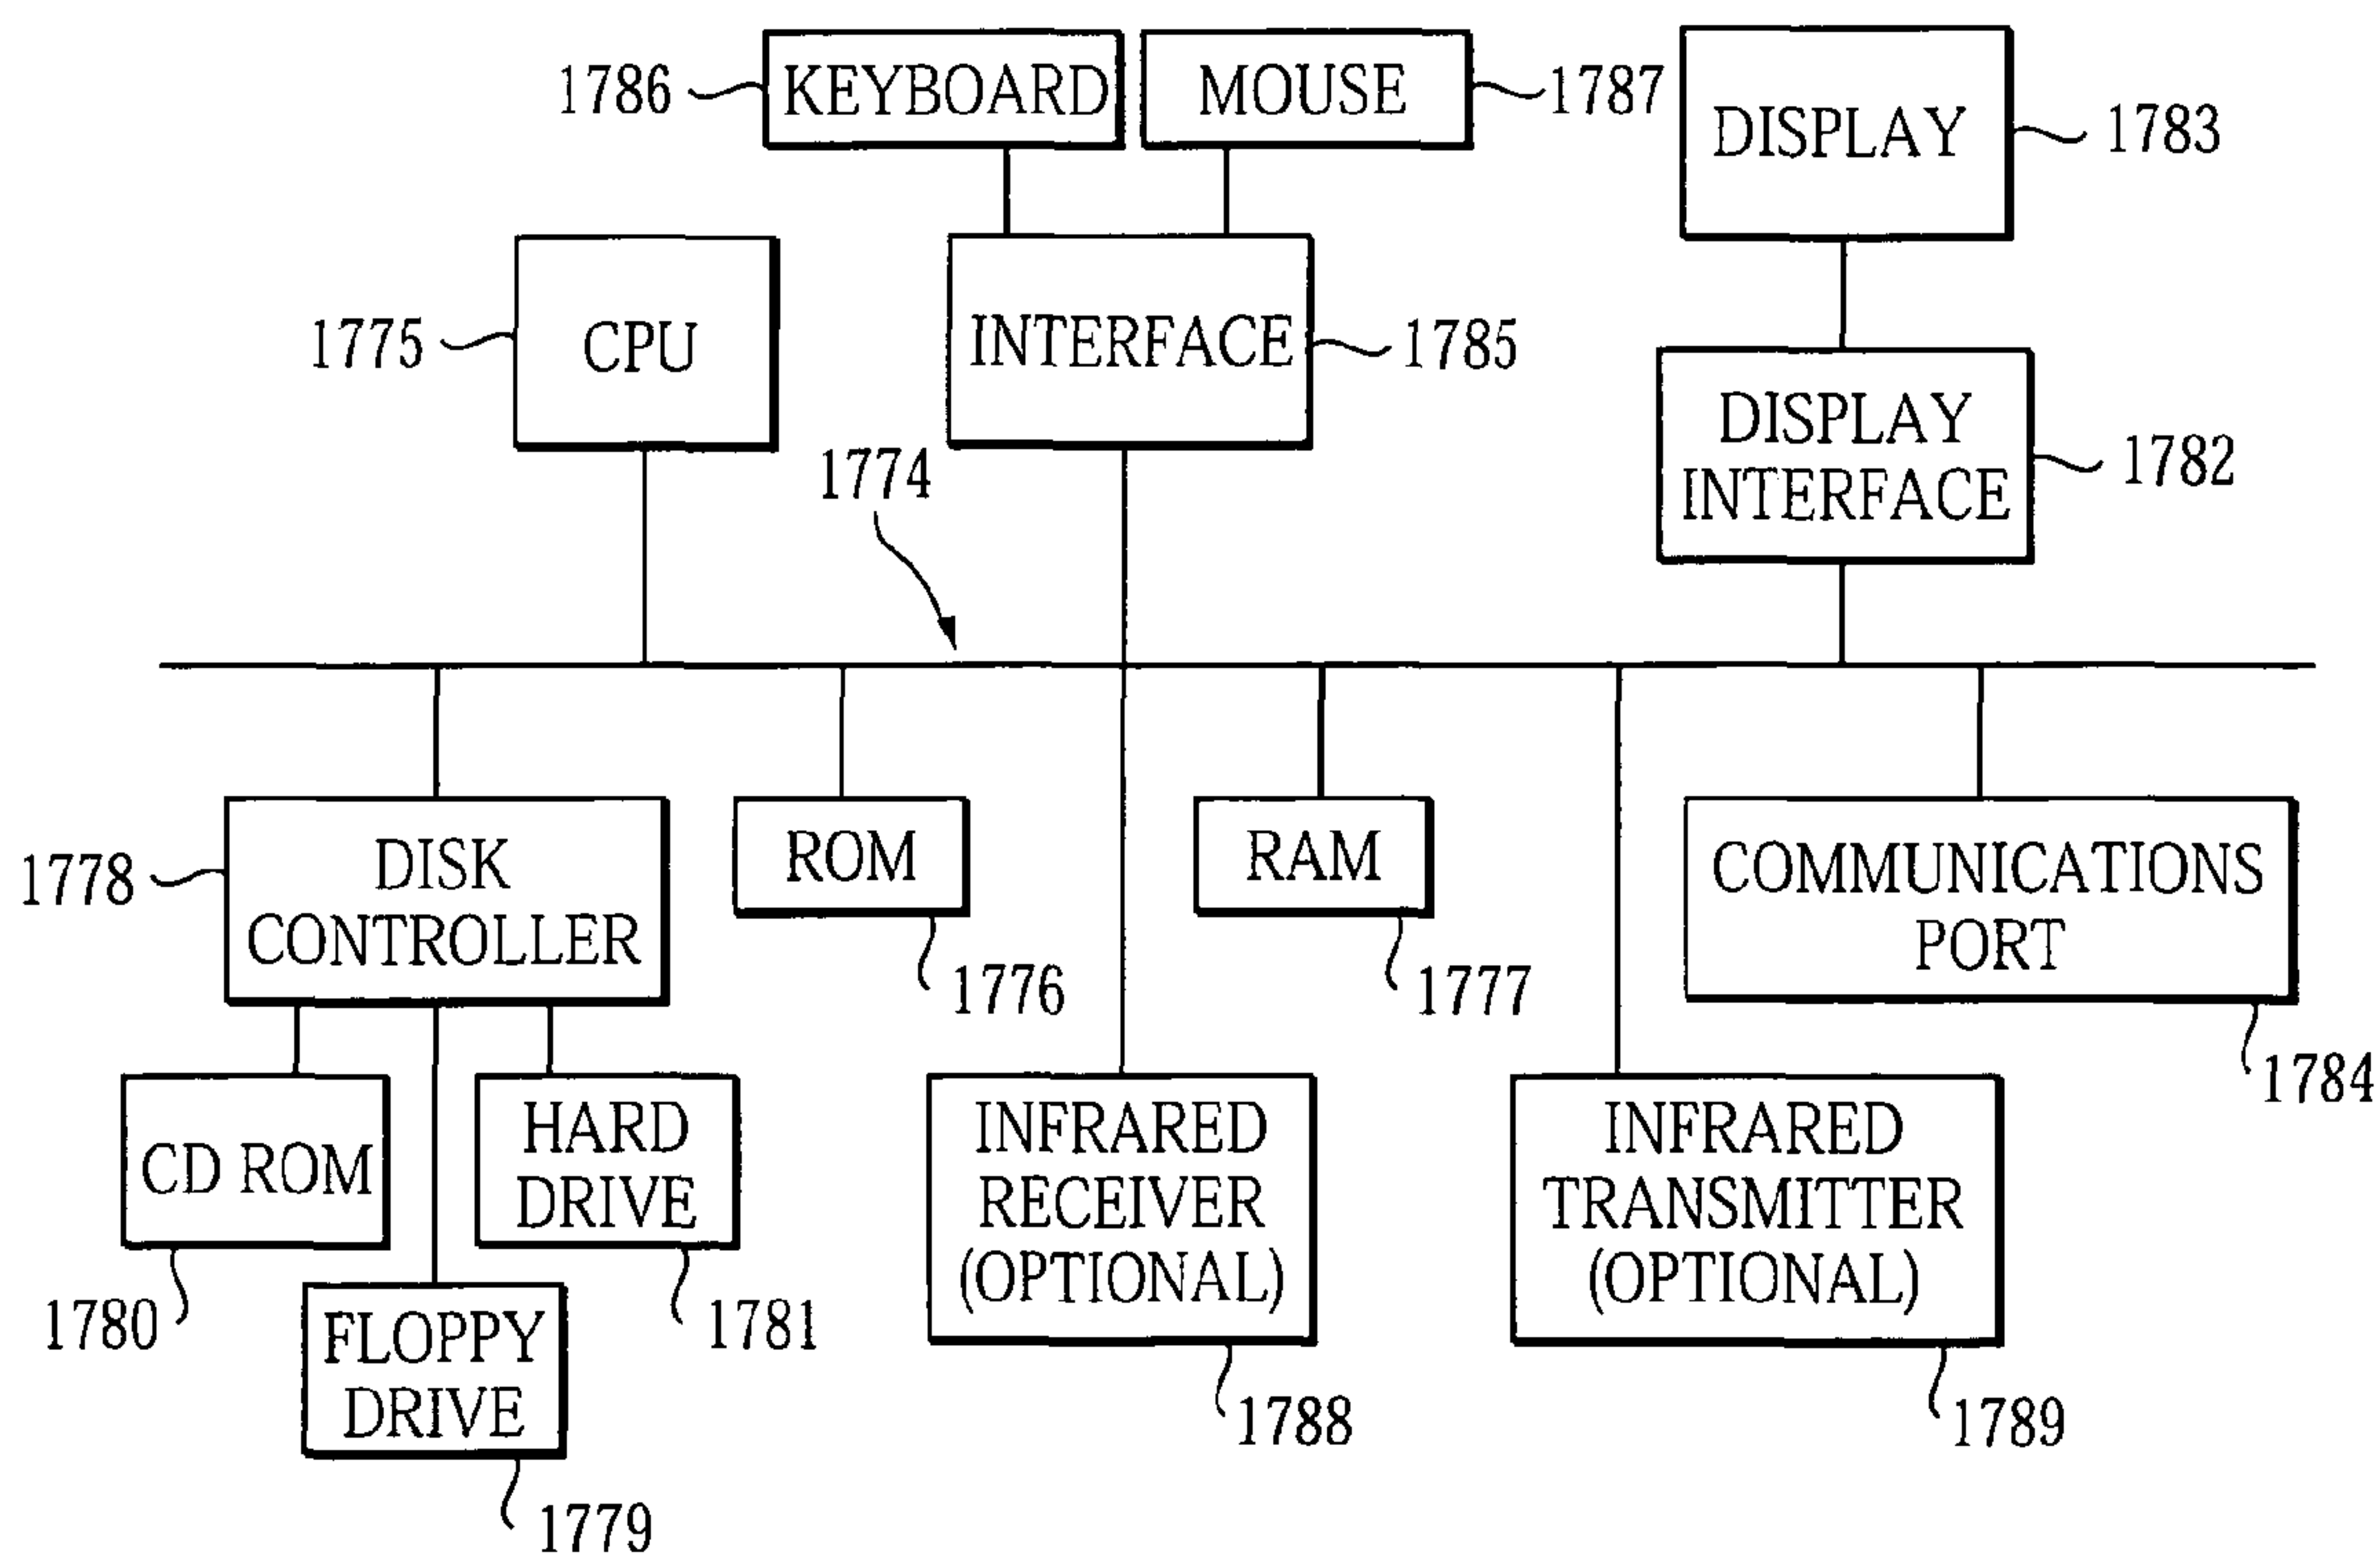 1786
KEYBOARD
MOUSE
1787
DISPLAY
1783
1775
CPU
INTERFACE
1785
DISPLAY
INTERFACE
1782
1774
1778
DISK
CONTROLLER
ROM
1776
RAM
1777
COMMUNICATIONS
PORT
1784
CD ROM
1780
HARD
DRIVE
1781
FLOPPY
DRIVE
1779
INFRARED
RECEIVER
(OPTIONAL)
1788
INFRARED
TRANSMITTER
(OPTIONAL)
1789